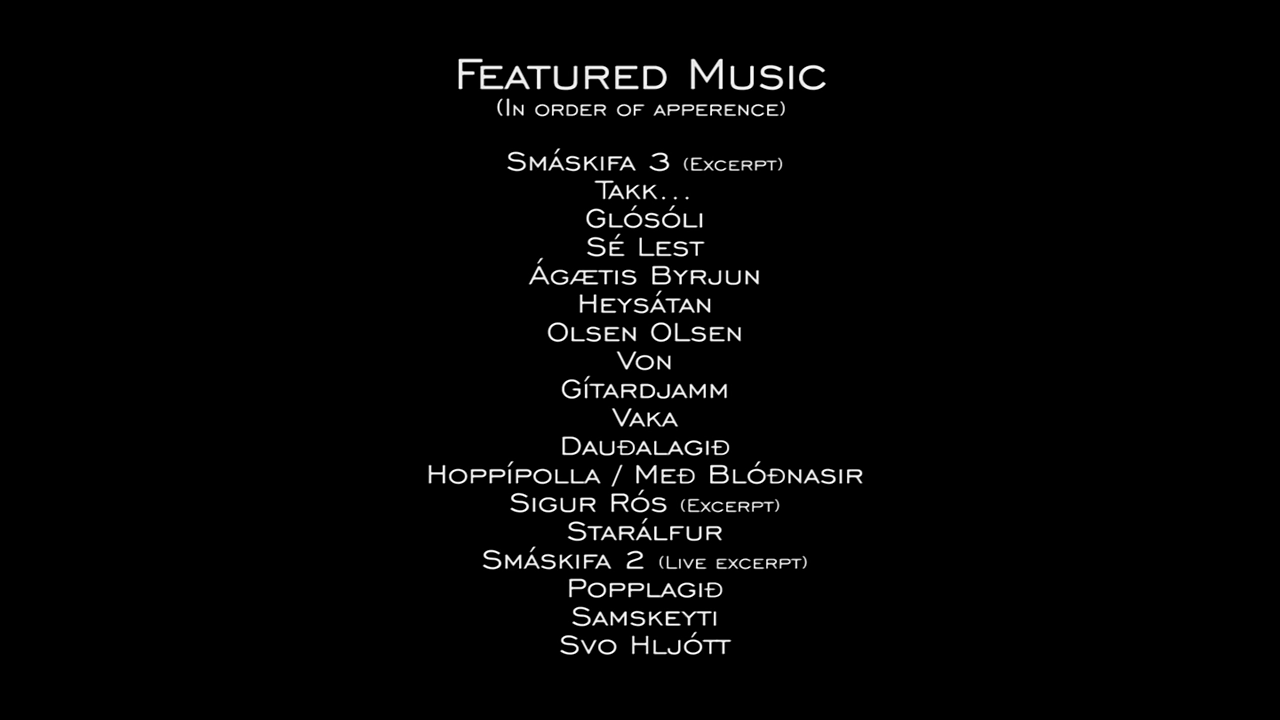 Featured Music
(In order of apperence)
Smáskifa 3 (Excerpt)
Takk...
Glósóli
Sé Lest
Ágætis Byrjun
Heysátan
Olsen OLsen
Von
Gítardjamm
Vaka
Dauðalagið
Hoppípolla / Með Blóðnasir
Sigur Rós (Excerpt)
Starálfur
Smáskifa 2 (Live excerpt)
Popplagið
Samskeyti
Svo Hljótt